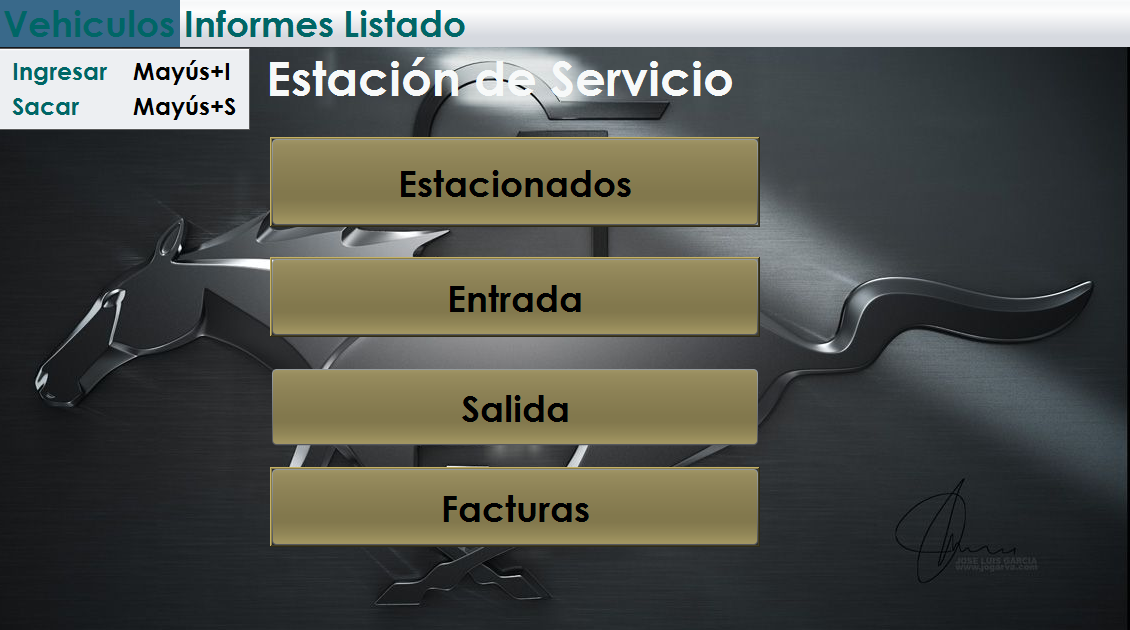 Vehiculos Informes Listado
Ingresar Mayús+I
Sacar Mayús+S
Estación de Servicio
Estacionados
Entrada
Salida
Facturas
JOSE LUIS GARCIA
www.jogarva.com